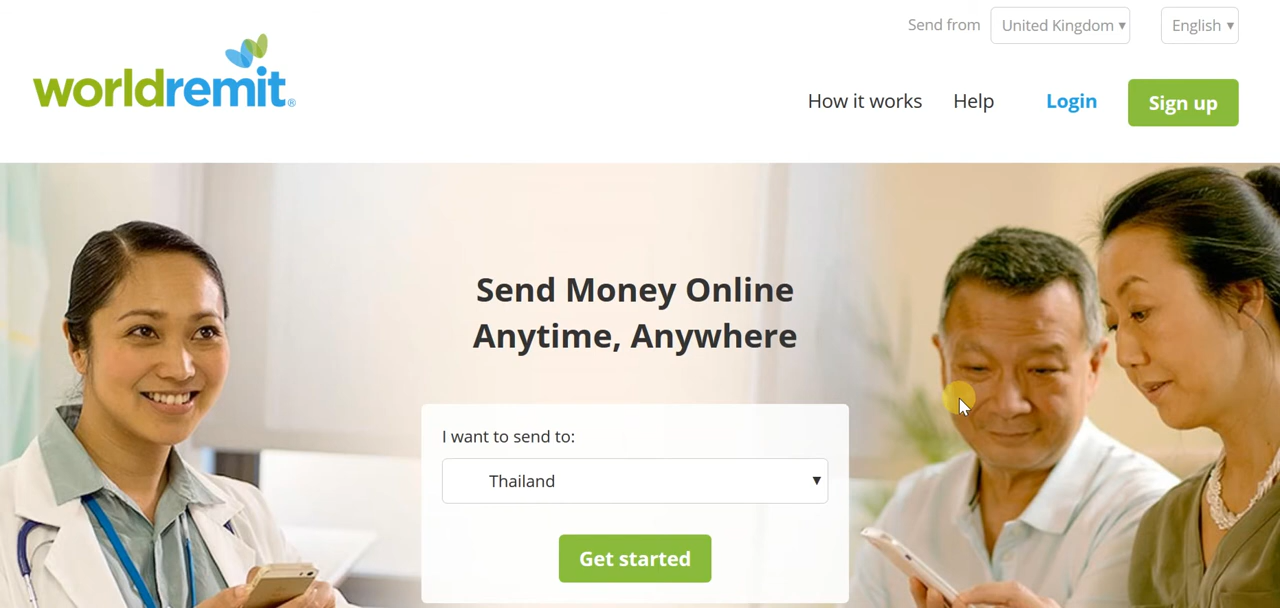 Send from United Kingdom English
worldremit®
How it works Help Login Sign up
Send Money Online
Anytime, Anywhere
I want to send to:
Thailand
Get started